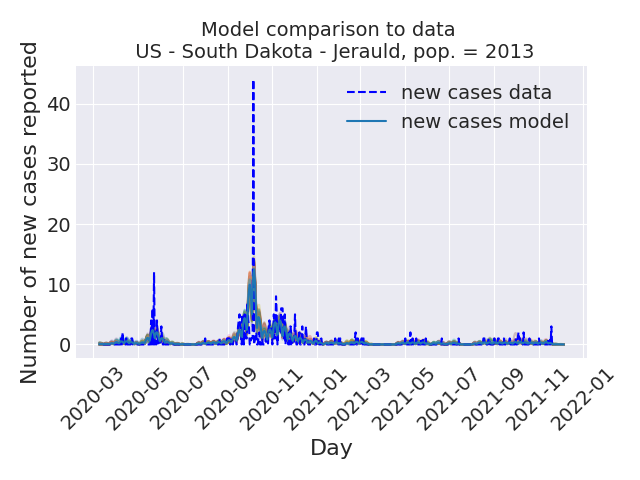 Model comparison to data
US - South Dakota - Jerauld, pop. = 2013
Number of new cases reported
40
30
20
10
0
new cases data
new cases model
2020-03
2020-05
2020-07
2020-09
2020-11
2021-01
2021-03
2021-05
2021-07
2021-09
2021-11
2022-01
Day